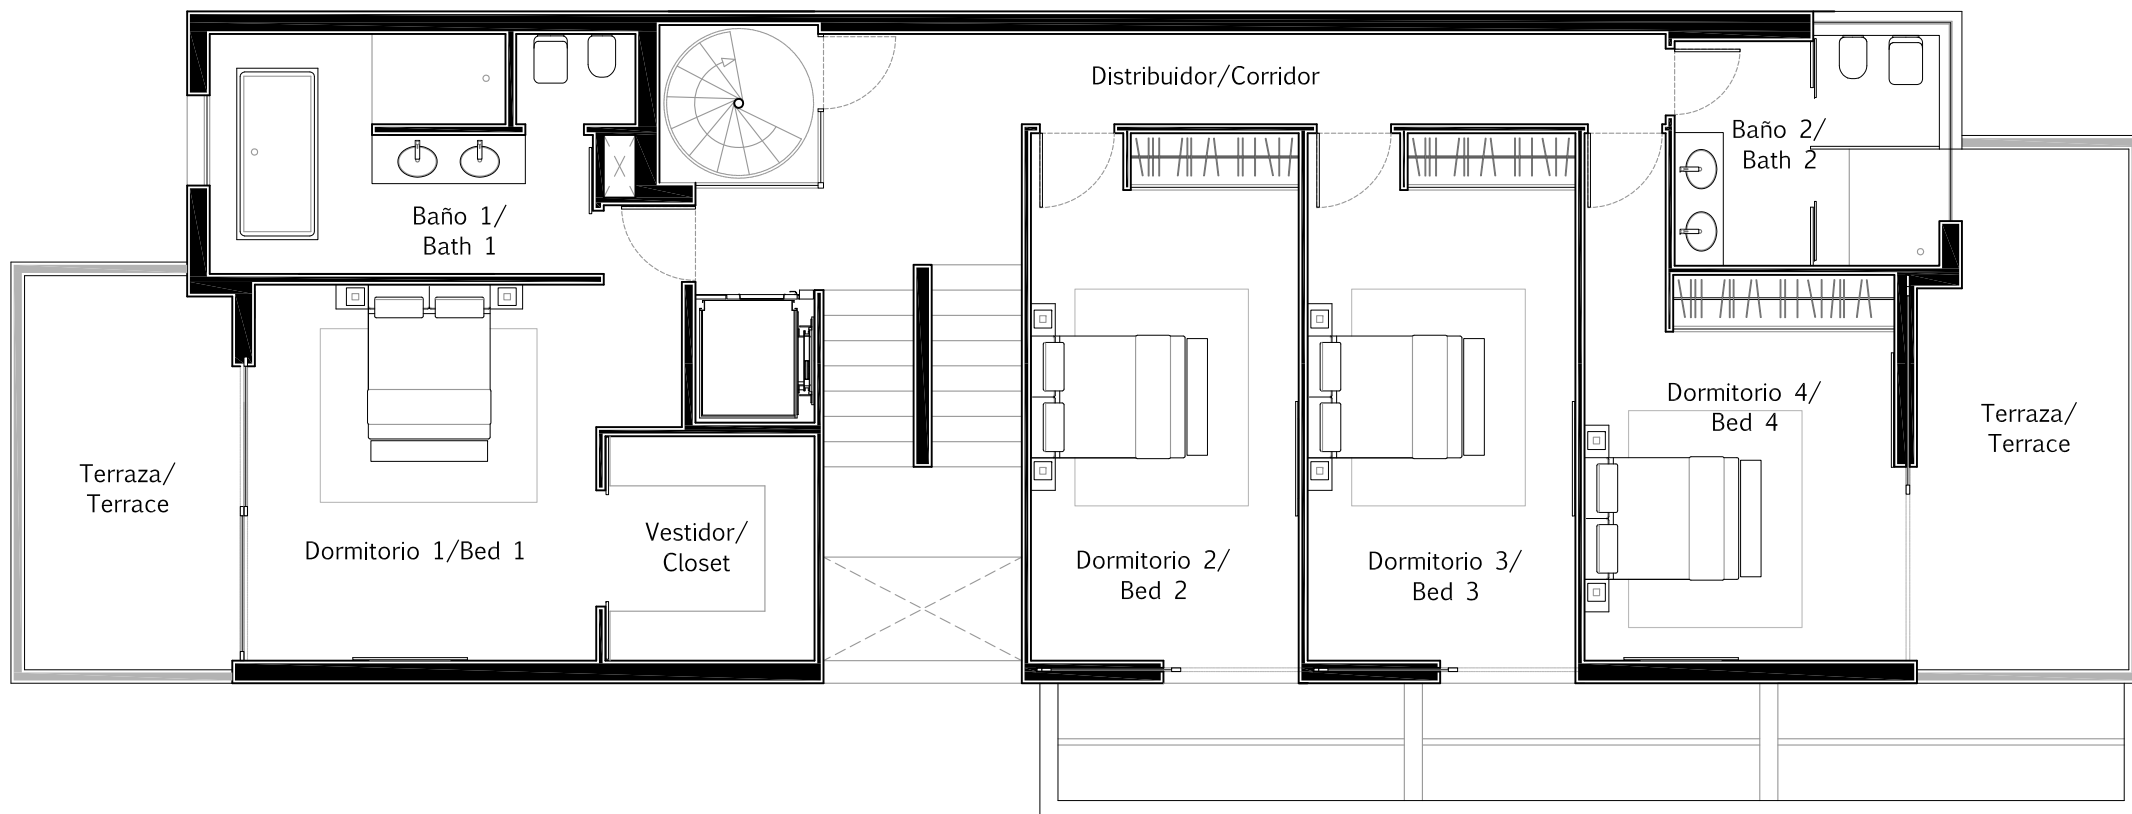 Distribuidor/Corridor
Baño 2/
Bath 2
Baño 1/
Bath 1
Dormitorio 4/
Bed 4
Terraza/
Terrace
Terraza/
Terrace
Dormitorio 1/Bed 1
Vestidor/
Closet
Dormitorio 2/
Bed 2
Dormitorio 3/
Bed 3